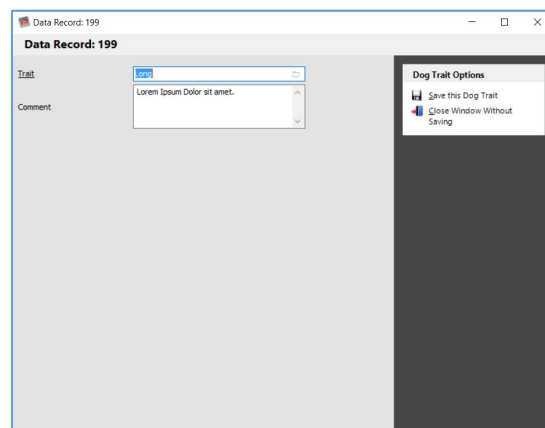 Data Record: 199
Data Record: 199
Trait
Long
Comment
Lorem Ipsum Dolor sit amet.
Dog Trait Options
Save this Dog Trait
Close Window Without
Saving